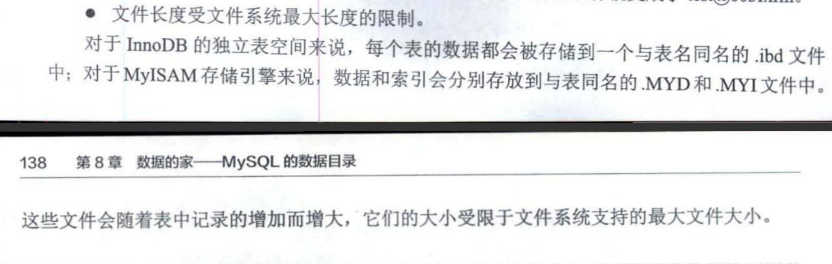 ● 文件长度受文件系统最大长度的限制。
对于 InnoDB 的独立表空间来说，每个表的数据都会被存储到一个与表名同名的 .ibd 文件
中；对于 MyISAM 存储引擎来说，数据和索引会分别存放到与表同名的 .MYD 和 .MYI 文件中。
138 第 8 章 数据的家——MySQL 的数据目录
这些文件会随着表中记录的增加而增大，它们的大小受限于文件系统支持的最大文件大小。